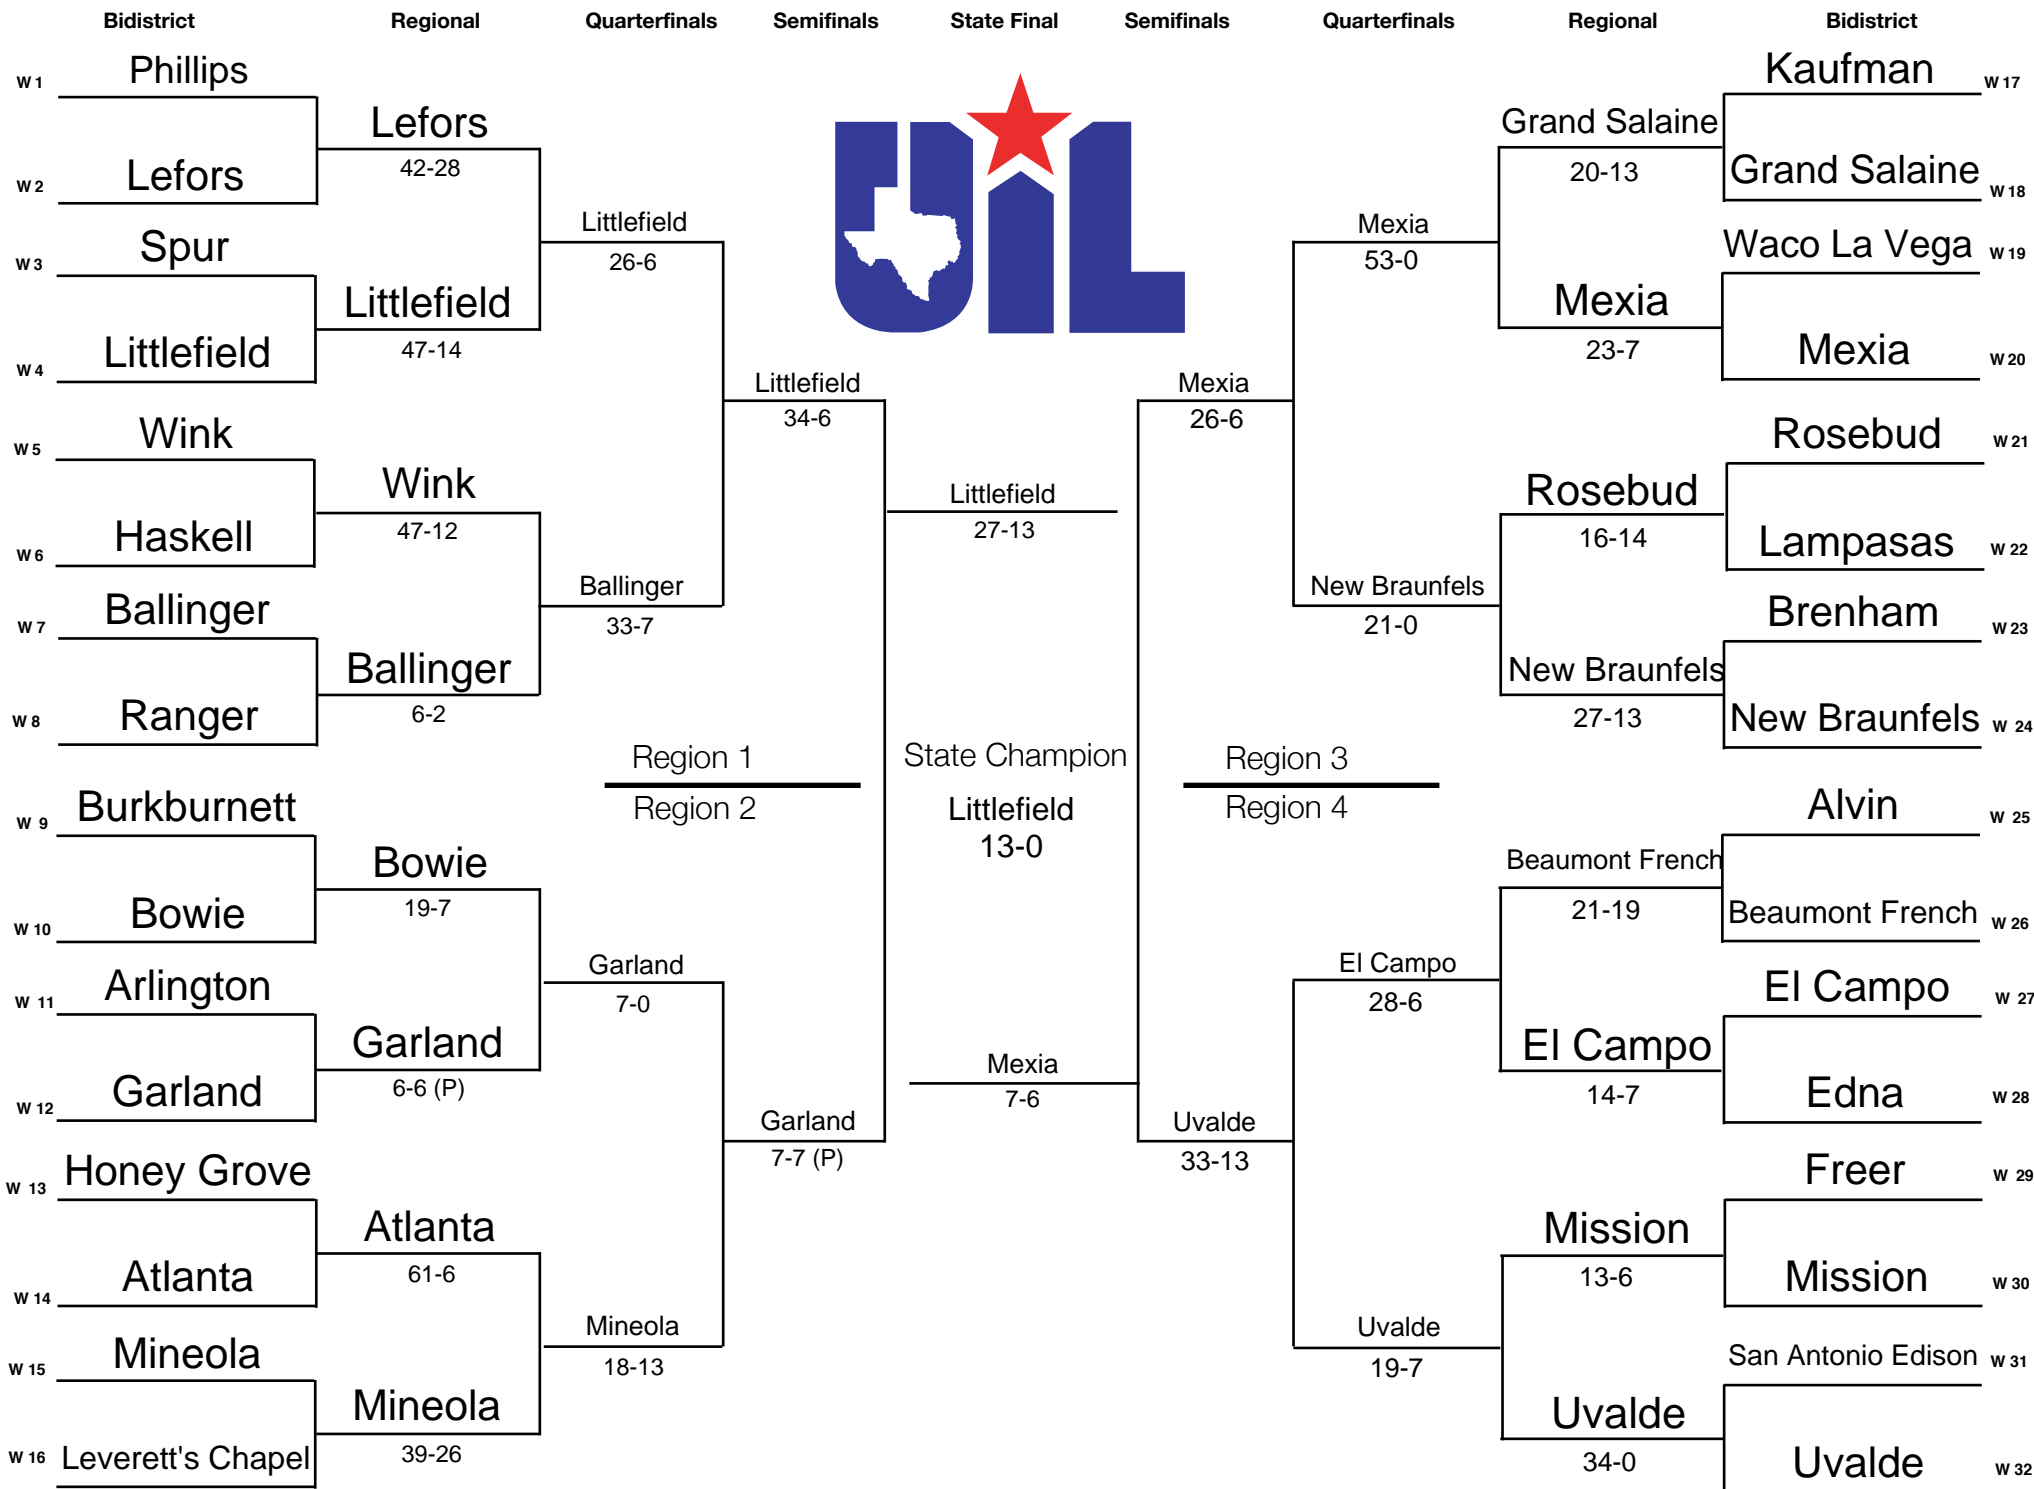 Bidistrict Regional Quarterfinals Semifinals State Final Semifinals Quarterfinals Regional Bidistrict
W 1 Phillips
Lefors
42-28
W 2 Lefors
W 3 Spur
Littlefield
26-6
Littlefield
47-14
W 4 Littlefield
Littlefield
34-6
W 5 Wink
Wink
47-12
W 6 Haskell
W 7 Ballinger
Ballinger
33-7
Ballinger
6-2
W 8 Ranger
Region 1
Region 2
W 9 Burkburnett
Bowie
19-7
W 10 Bowie
W 11 Arlington
Garland
7-0
Garland
6-6 (P)
W 12 Garland
Garland
7-7 (P)
W 13 Honey Grove
Atlanta
61-6
W 14 Atlanta
W 15 Mineola
Mineola
18-13
Mineola
39-26
W 16 Leverett's Chapel
UIL
Littlefield
27-13
State Champion
Littlefield
13-0
Mexia
7-6
Kaufman W 17
Grand Salaine
20-13
Grand Salaine W 18
Waco La Vega W 19
Mexia
53-0
Mexia
23-7
Mexia W 20
Mexia
26-6
Rosebud W 21
Rosebud
16-14
Lampasas W 22
Brenham W 23
New Braunfels
21-0
New Braunfels
27-13
New Braunfels W 24
Region 3
Region 4
Alvin W 25
Beaumont French
21-19
Beaumont French W 26
El Campo W 27
El Campo
28-6
El Campo
14-7
Edna W 28
Uvalde
33-13
Freer W 29
Mission
13-6
Mission W 30
San Antonio Edison W 31
Uvalde
19-7
Uvalde
34-0
Uvalde W 32